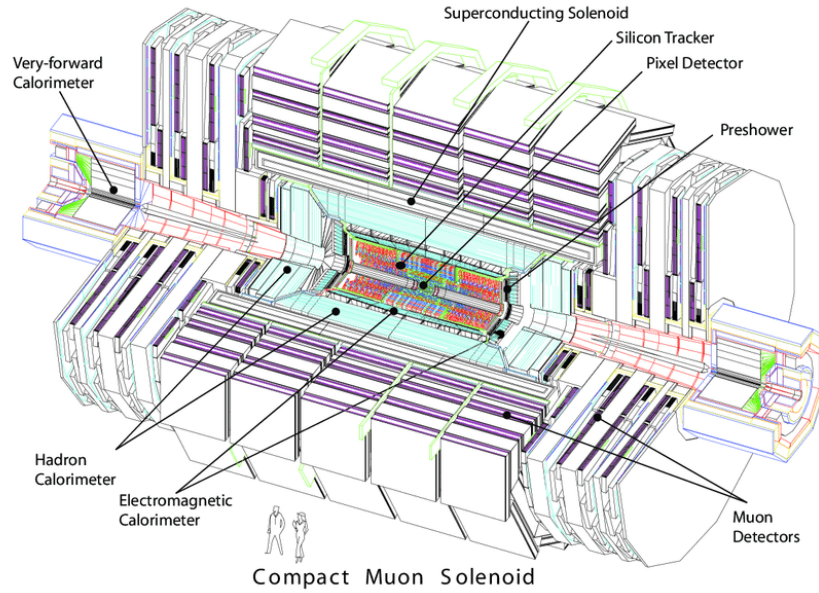 Superconducting Solenoid
Silicon Tracker
Pixel Detector
Very-forward
Calorimeter
Preshower
Hadron
Calorimeter
Electromagnetic
Calorimeter
Muon
Detectors
Compact Muon Solenoid